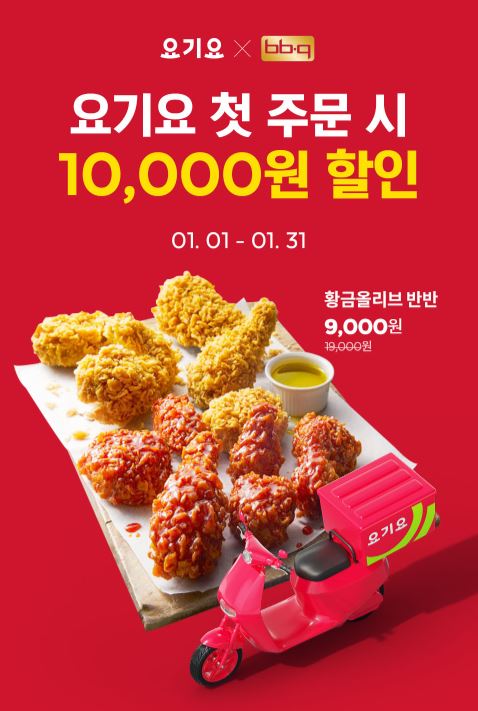 요기요 × bb.q
요기요 첫 주문 시
10,000원 할인
01. 01 - 01. 31
황금올리브 반반
9,000원
19,000원
요기요